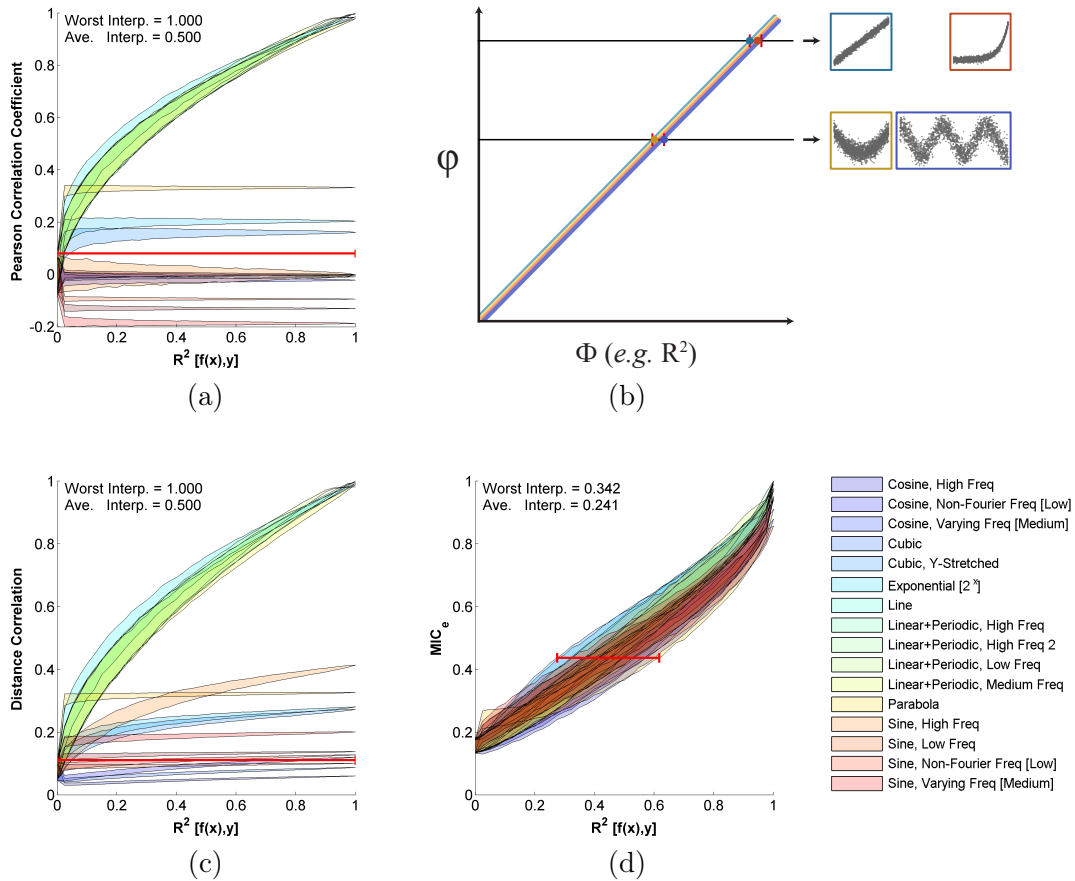 Worst Interp. = 1.000
Ave. Interp. = 0.500
Pearson Correlation Coefficient
1
0.8
0.6
0.4
0.2
0
-0.2
0
0.2
0.4
0.6
0.8
1
R² [f(x),y]
(a)
φ
Φ (e.g. R²)
(b)
Worst Interp. = 1.000
Ave. Interp. = 0.500
Distance Correlation
1
0.8
0.6
0.4
0.2
0
0
0.2
0.4
0.6
0.8
1
R² [f(x),y]
(c)
Worst Interp. = 0.342
Ave. Interp. = 0.241
MICₑ
1
0.8
0.6
0.4
0.2
0
0
0.2
0.4
0.6
0.8
1
R² [f(x),y]
(d)
Cosine, High Freq
Cosine, Non-Fourier Freq [Low]
Cosine, Varying Freq [Medium]
Cubic
Cubic, Y-Stretched
Exponential [2ˣ]
Line
Linear+Periodic, High Freq
Linear+Periodic, High Freq 2
Linear+Periodic, Low Freq
Linear+Periodic, Medium Freq
Parabola
Sine, High Freq
Sine, Low Freq
Sine, Non-Fourier Freq [Low]
Sine, Varying Freq [Medium]